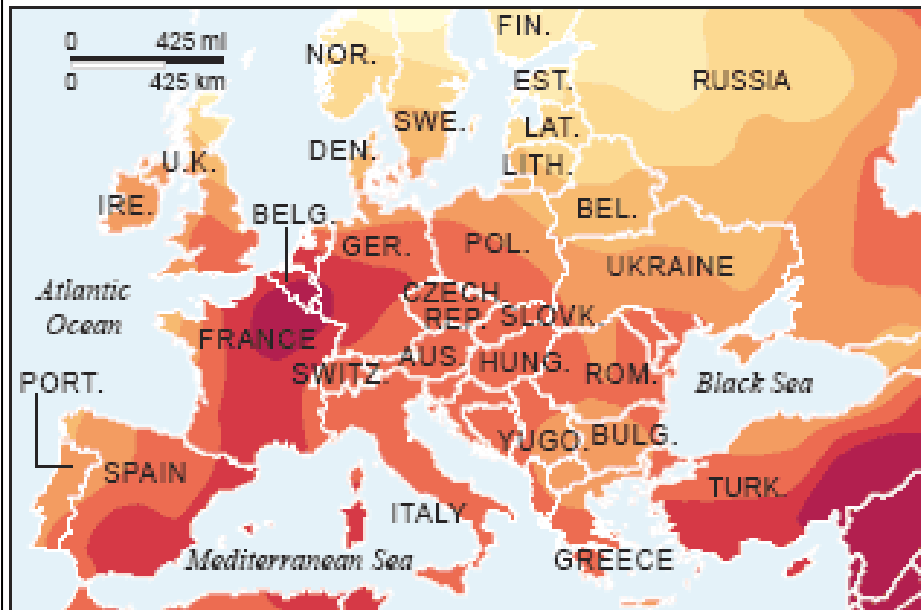 0 425 mi
0 425 km
NOR.
FIN.
RUSSIA
EST.
SWE.
LAT.
DEN.
U.K.
LITH.
IRE.
BELG.
BEL.
GER.
POL.
UKRAINE
Atlantic
Ocean
CZECH.
REP.
SLOVK.
FRANCE
AUS.
HUNG.
SWITZ.
ROM.
PORT.
Black Sea
YUGO.
BULG.
SPAIN
TURK.
ITALY
Mediterranean Sea
GREECE